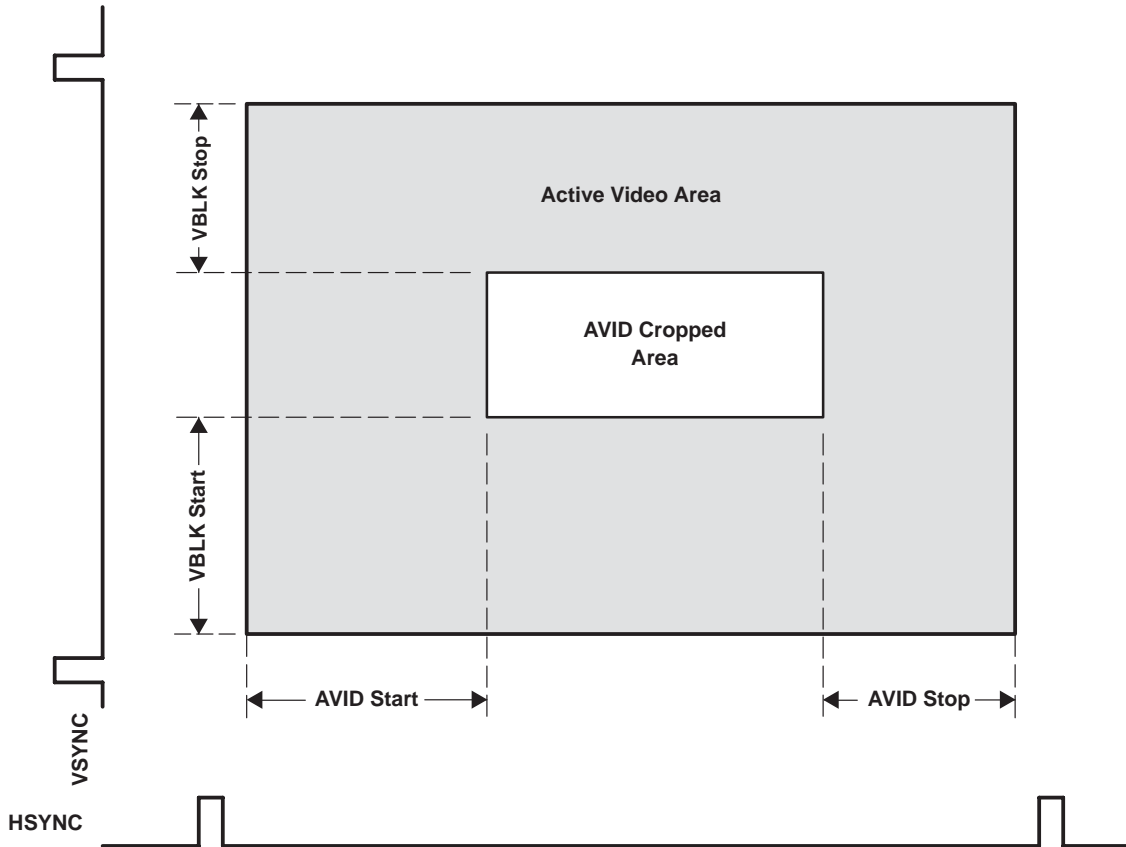 VBLK Stop
Active Video Area
AVID Cropped
Area
VBLK Start
AVID Start
AVID Stop
VSYNC
HSYNC